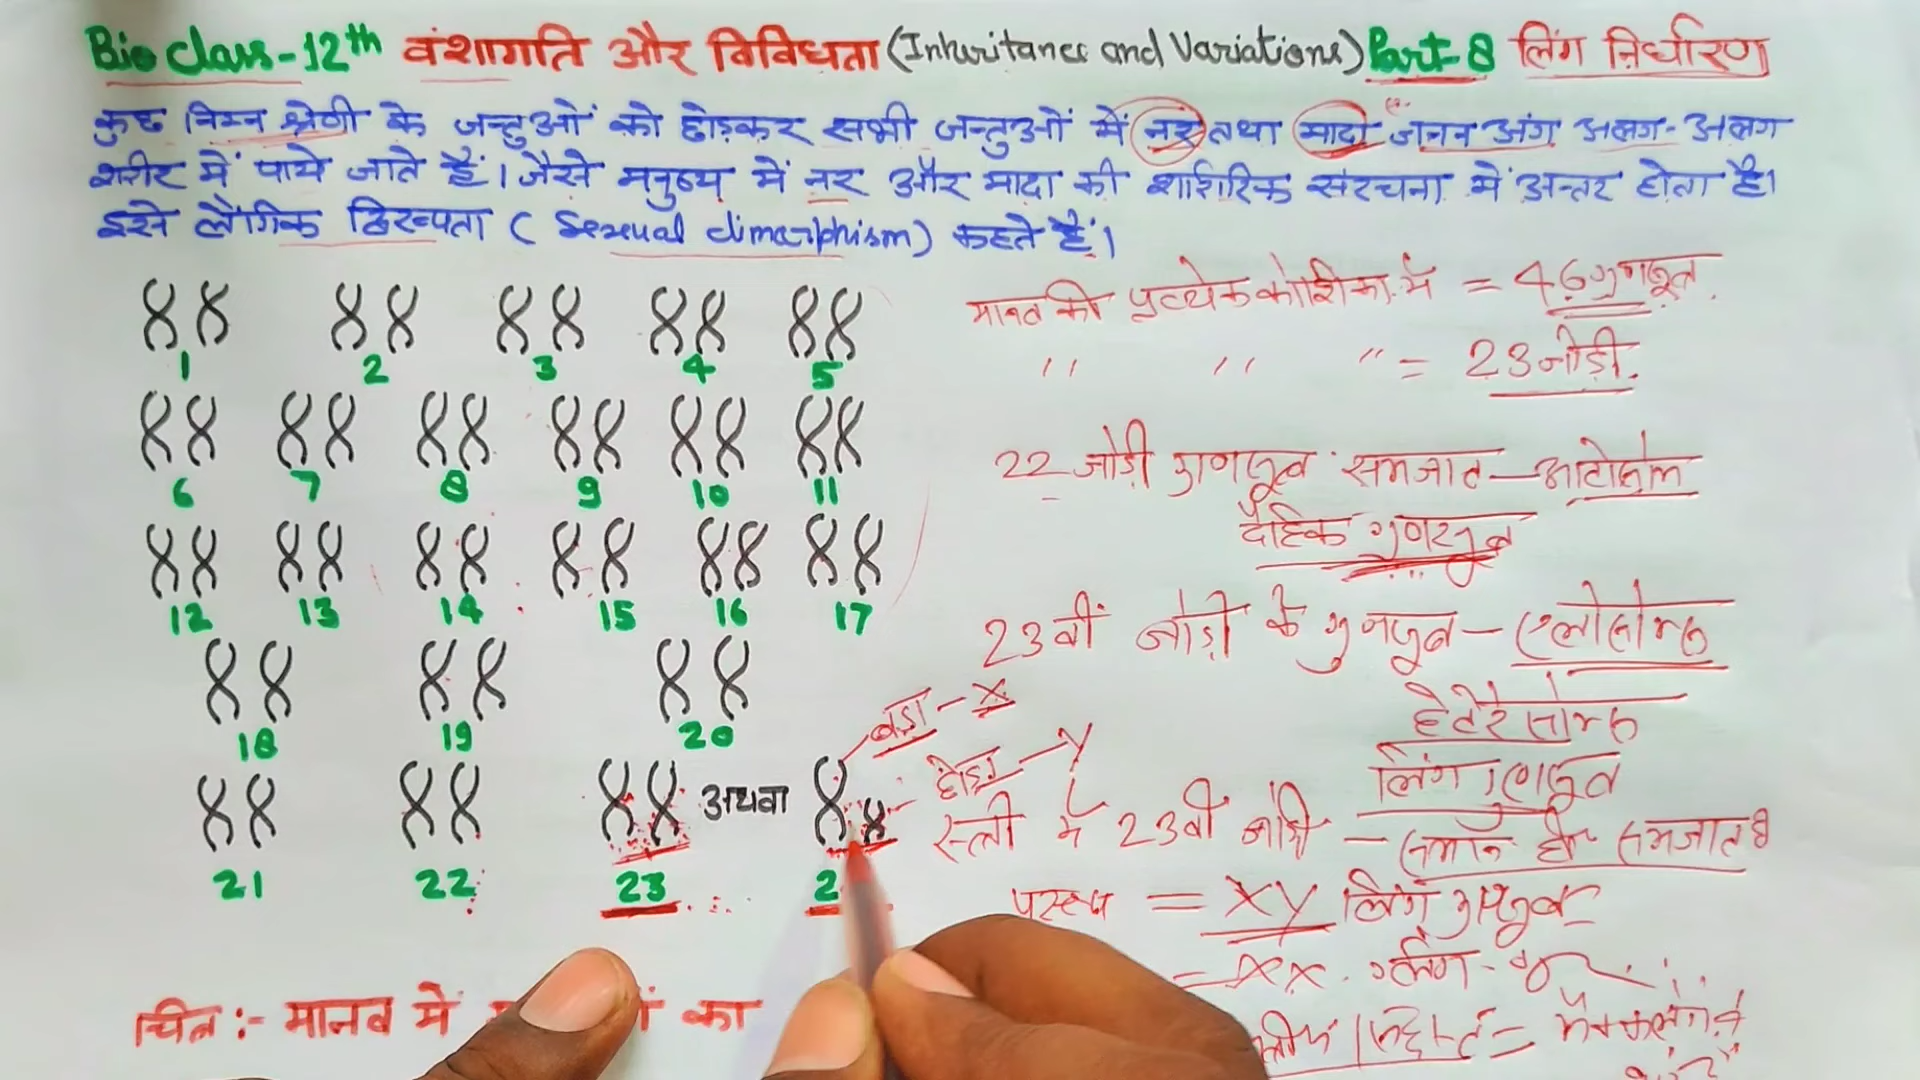 Bio Class-12th वंशागति और विविधता (Inheritance and Variations) Part-8 लिंग निर्धारण
कुछ निम्न श्रेणी के जन्तुओं को छोड़कर सभी जन्तुओं में नर तथा मादा जनन अंग अलग-अलग
शरीर में पाये जाते हैं। जैसे मनुष्य में नर और मादा की शारिरिक संरचना में अन्तर होता है।
इसे लैंगिक द्विरूपता (Sexual dimorphism) कहते हैं।
मानव की प्रत्येक कोशिका में = 46 गुणसूत्र
" " " = 23 जोड़ी.
1 2 3 4 5
22 जोड़ी गुणसूत्र समजात - आटोसोम
दैहिक गुणसूत्र
6 7 8 9 10 11
12 13 14 15 16 17
23वीं जोड़ी के गुणसूत्र -
हेटेरोसोम्स
लिंग गुणसूत्र
18 19 20
बड़ा - X
छोटा - Y
अथवा
स्त्री में 23वीं जोड़ी - समान है समजात
21 22 23 2
पुरुष = XY लिंग गुणसूत्र
= XX लिंग-
चित्र:- मानव में का